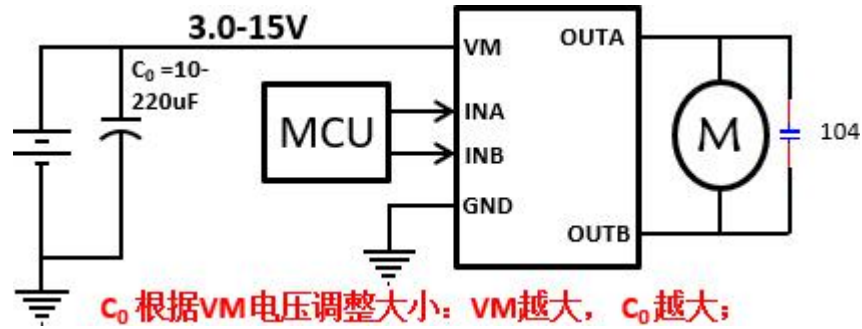 3.0-15V
C₀ =10-
220uF
MCU
VM
INA
INB
GND
OUTA
OUTB
M
104
C₀ 根据VM电压调整大小：VM越大， C₀越大；